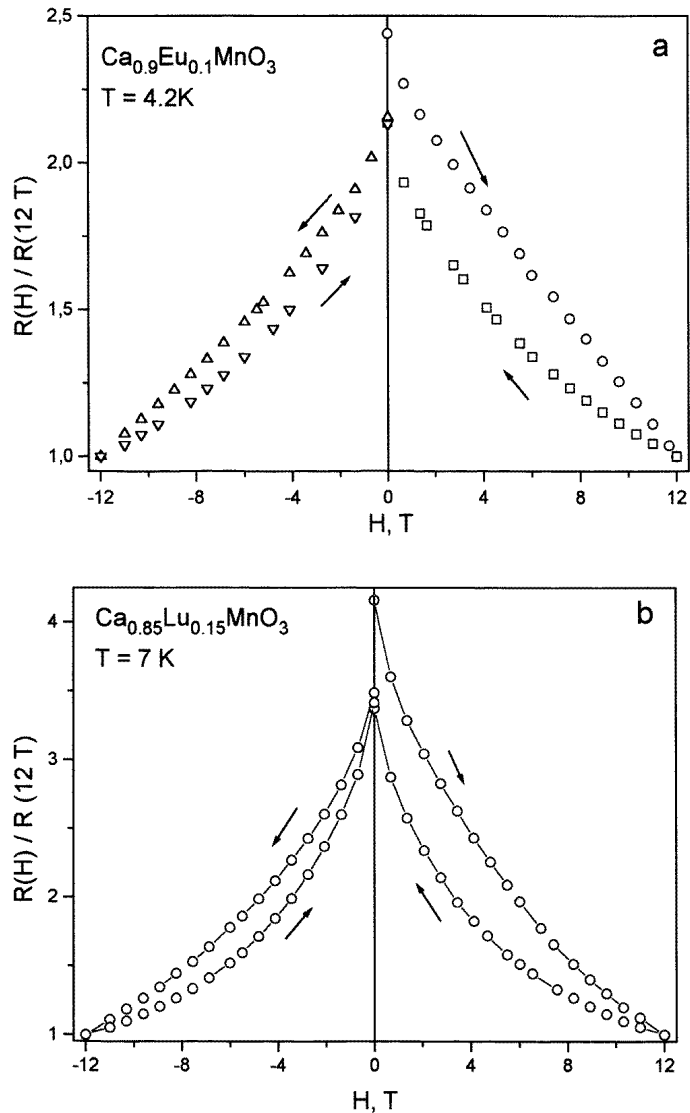 2,5
2,0
1,5
1,0
R(H) / R(12 T)
Ca0.9Eu0.1MnO3
T = 4.2K
a
-12 -8 -4 0 4 8 12
H, T
4
3
2
1
R(H) / R (12 T)
Ca0.85Lu0.15MnO3
T = 7 K
b
-12 -8 -4 0 4 8 12
H, T